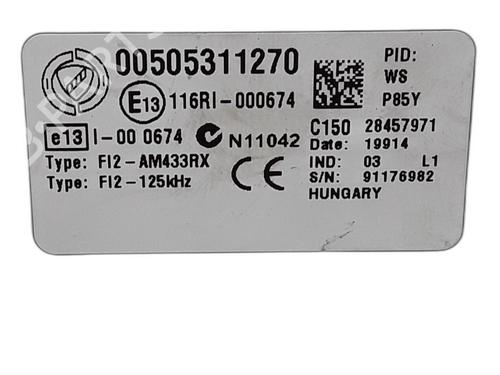 00505311270
PID:
WS
P85Y
E13 116RI-000674
e13 I-00 0674 N11042
C150 28457971
Date: 19914
Type: FI2-AM433RX
IND: 03 L1
Type: FI2-125kHz CE
S/N: 91176982
HUNGARY